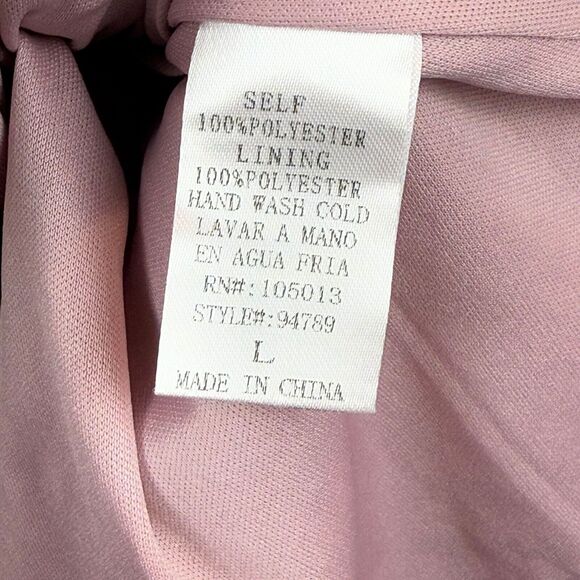 SELF
100%POLYESTER
LINING
100%POLYESTER
HAND WASH COLD
LAVAR A MANO
EN AGUA FRIA
RN#:105013
STYLE#:94789
L
MADE IN CHINA